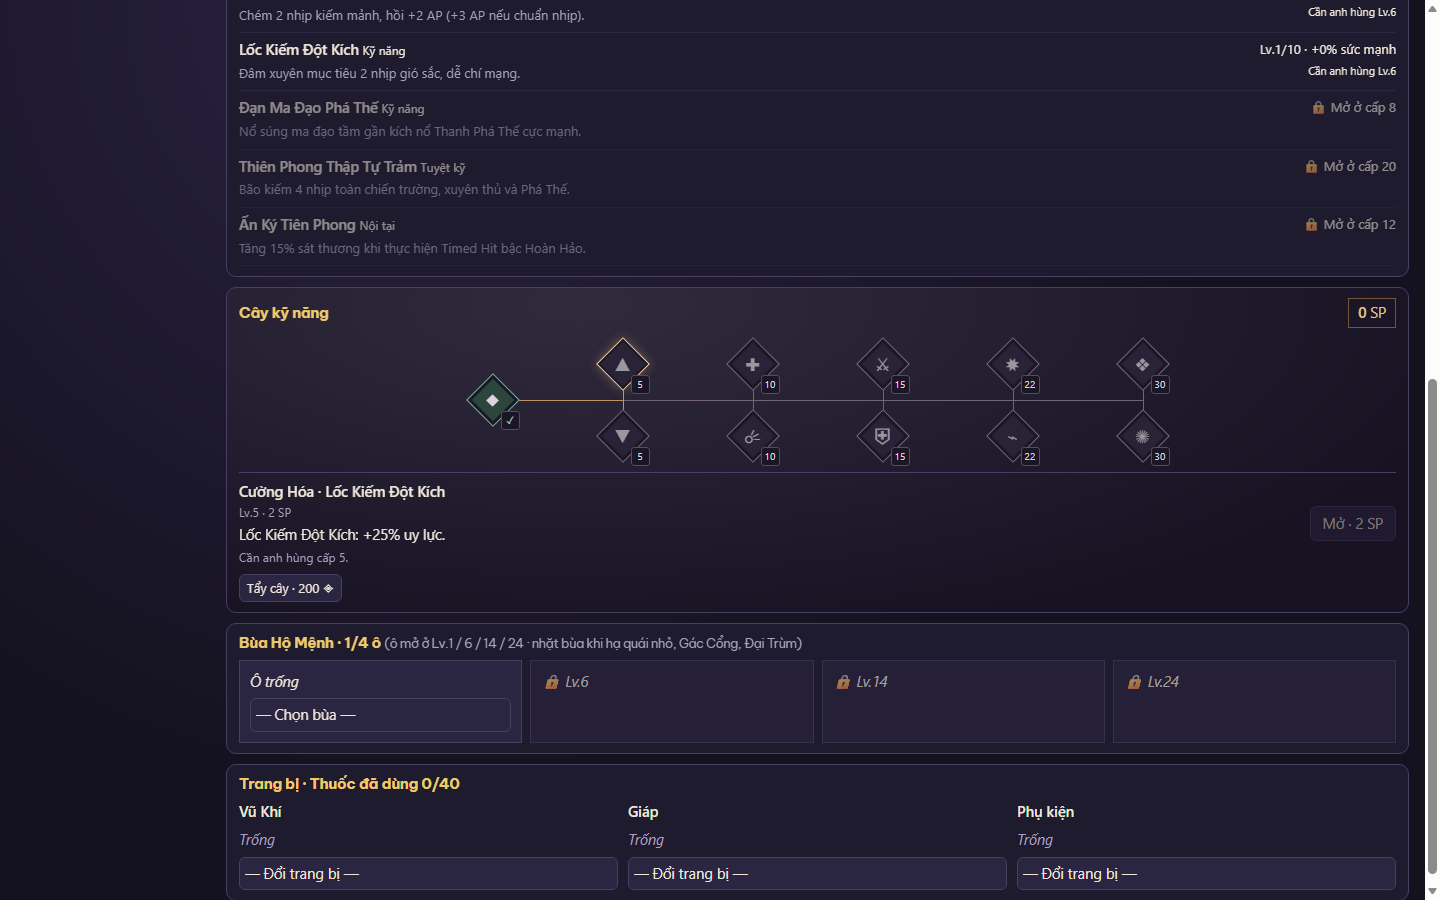 Chém 2 nhịp kiếm mảnh, hồi +2 AP (+3 AP nếu chuẩn nhịp).
Cần anh hùng Lv.6
Lốc Kiếm Đột Kích Kỹ năng
Lv.1/10 · +0% sức mạnh
Đâm xuyên mục tiêu 2 nhịp gió sắc, dễ chí mạng.
Cần anh hùng Lv.6
Đạn Ma Đạo Phá Thế Kỹ năng
Mở ở cấp 8
Nổ súng ma đạo tầm gần kích nổ Thanh Phá Thế cực mạnh.
Thiên Phong Thập Tự Trảm Tuyệt kỹ
Mở ở cấp 20
Bão kiếm 4 nhịp toàn chiến trường, xuyên thủ và Phá Thế.
Ấn Ký Tiên Phong Nội tại
Mở ở cấp 12
Tăng 15% sát thương khi thực hiện Timed Hit bậc Hoàn Hảo.
Cây kỹ năng
0 SP
5
10
15
22
30
✓
5
10
15
22
30
Cường Hóa · Lốc Kiếm Đột Kích
Lv.5 · 2 SP
Lốc Kiếm Đột Kích: +25% uy lực.
Cần anh hùng cấp 5.
Mở · 2 SP
Tẩy cây · 200
Bùa Hộ Mệnh · 1/4 ô (ô mở ở Lv.1 / 6 / 14 / 24 · nhặt bùa khi hạ quái nhỏ, Gác Cổng, Đại Trùm)
Ô trống
Lv.6
Lv.14
Lv.24
— Chọn bùa —
Trang bị · Thuốc đã dùng 0/40
Vũ Khí
Giáp
Phụ kiện
Trống
Trống
Trống
— Đổi trang bị —
— Đổi trang bị —
— Đổi trang bị —